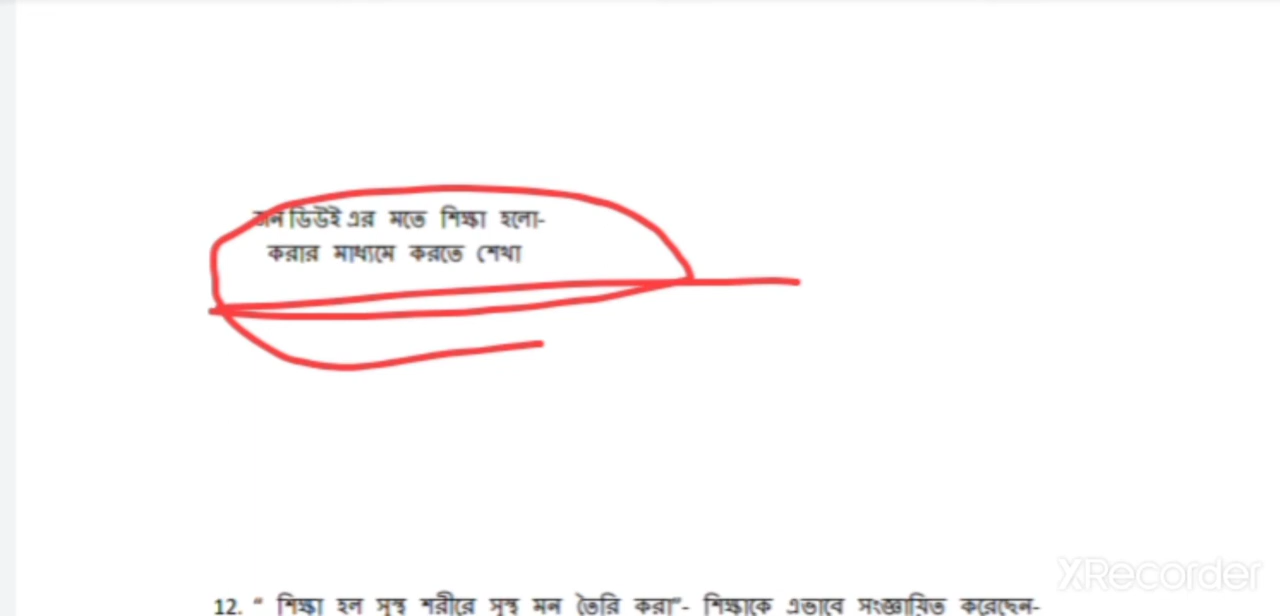 জন ডিউই এর মতে শিক্ষা হলো-
করার মাধ্যমে করতে শেখা
12. “ শিক্ষা হল সুস্থ শরীরে সুস্থ মন তৈরি করা”- শিক্ষাকে এভাবে সংজ্ঞায়িত করেছেন-
XRecorder